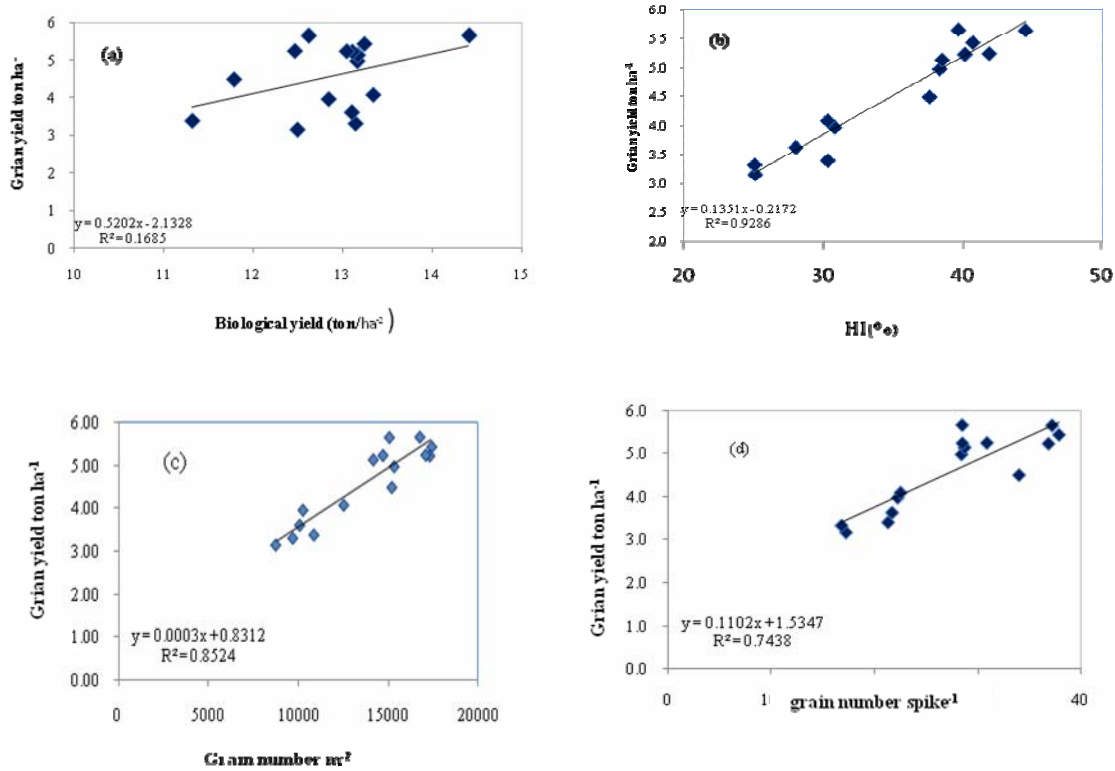 (a)
Grian yield ton ha⁻
6
5
4
3
2
1
0
y = 0.5202x - 2.1328
R² = 0.1685
10 11 12 13 14 15
Biological yield (ton/ha⁻²)
(b)
Grian yield ton ha⁻¹
6.0
5.5
5.0
4.5
4.0
3.5
3.0
2.5
2.0
y = 0.1351x - 0.2172
R² = 0.9286
20 30 40 50
HI(%)
(c)
Grian yield ton ha⁻¹
6.00
5.00
4.00
3.00
2.00
1.00
0.00
y = 0.0003x + 0.8312
R² = 0.8524
0 5000 10000 15000 20000
Grain number m²
(d)
Grian yield ton ha⁻¹
6.0
5.0
4.0
3.0
2.0
1.0
0.0
y = 0.1102x + 1.5347
R² = 0.7438
0 1 40
grain number spike⁻¹